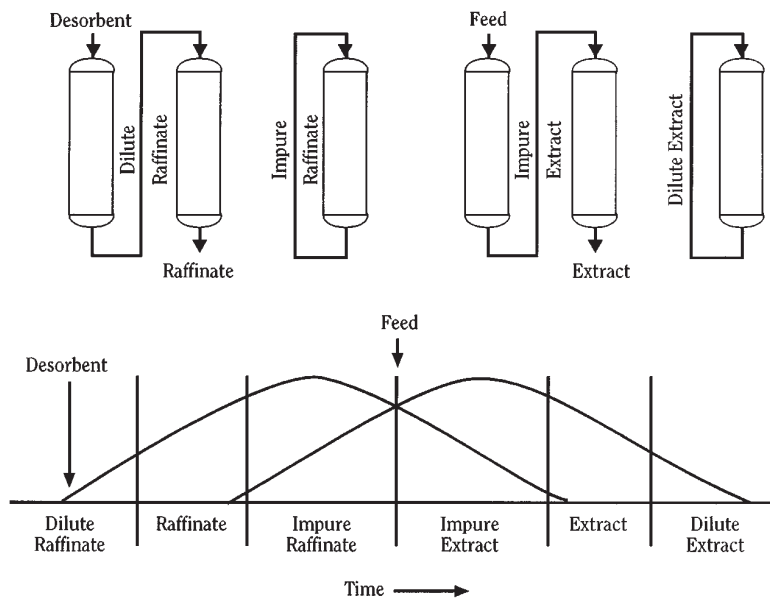 Desorbent
Feed
Dilute
Raffinate
Impure
Raffinate
Impure
Extract
Dilute Extract
Raffinate
Extract
Feed
Desorbent
Dilute
Raffinate
Raffinate
Impure
Raffinate
Impure
Extract
Extract
Dilute
Extract
Time